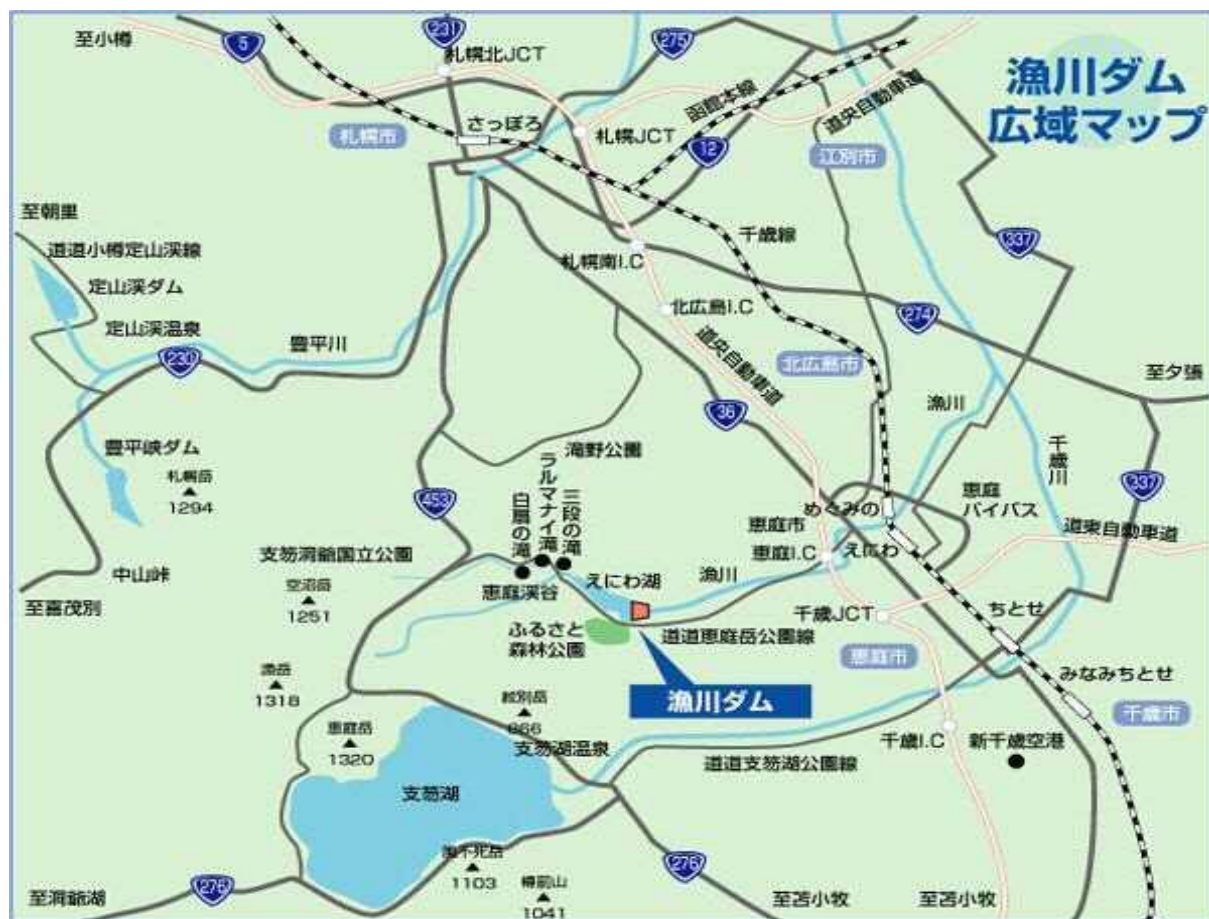 漁川ダム
広域マップ
至小樽
5
231
札幌北JCT
275
函館本線
道央自動車道
札幌市
さっぽろ
札幌JCT
12
江別市
至朝里
道道小樽定山渓線
定山渓ダム
定山渓温泉
230
豊平川
千歳線
337
札幌南I.C
北広島I.C
274
道央自動車道
北広島市
至夕張
36
漁川
豊平峡ダム
札幌岳
1294
滝野公園
千歳川
337
453
白扇の滝
ラルマナイ滝
三段の滝
めぐみの
恵庭
バイパス
恵庭市
恵庭I.C
えにわ
道東自動車道
支笏洞爺国立公園
中山峠
至喜茂別
空沼岳
1251
恵庭渓谷
えにわ湖
漁川
千歳JCT
ちとせ
ふるさと
森林公園
道道恵庭岳公園線
恵庭市
漁岳
1318
漁川ダム
みなみちとせ
千歳市
紋別岳
866
恵庭岳
1320
支笏湖温泉
千歳I.C
新千歳空港
道道支笏湖公園線
支笏湖
風不死岳
1103
樽前山
1041
276
至洞爺湖
276
至苫小牧
至苫小牧